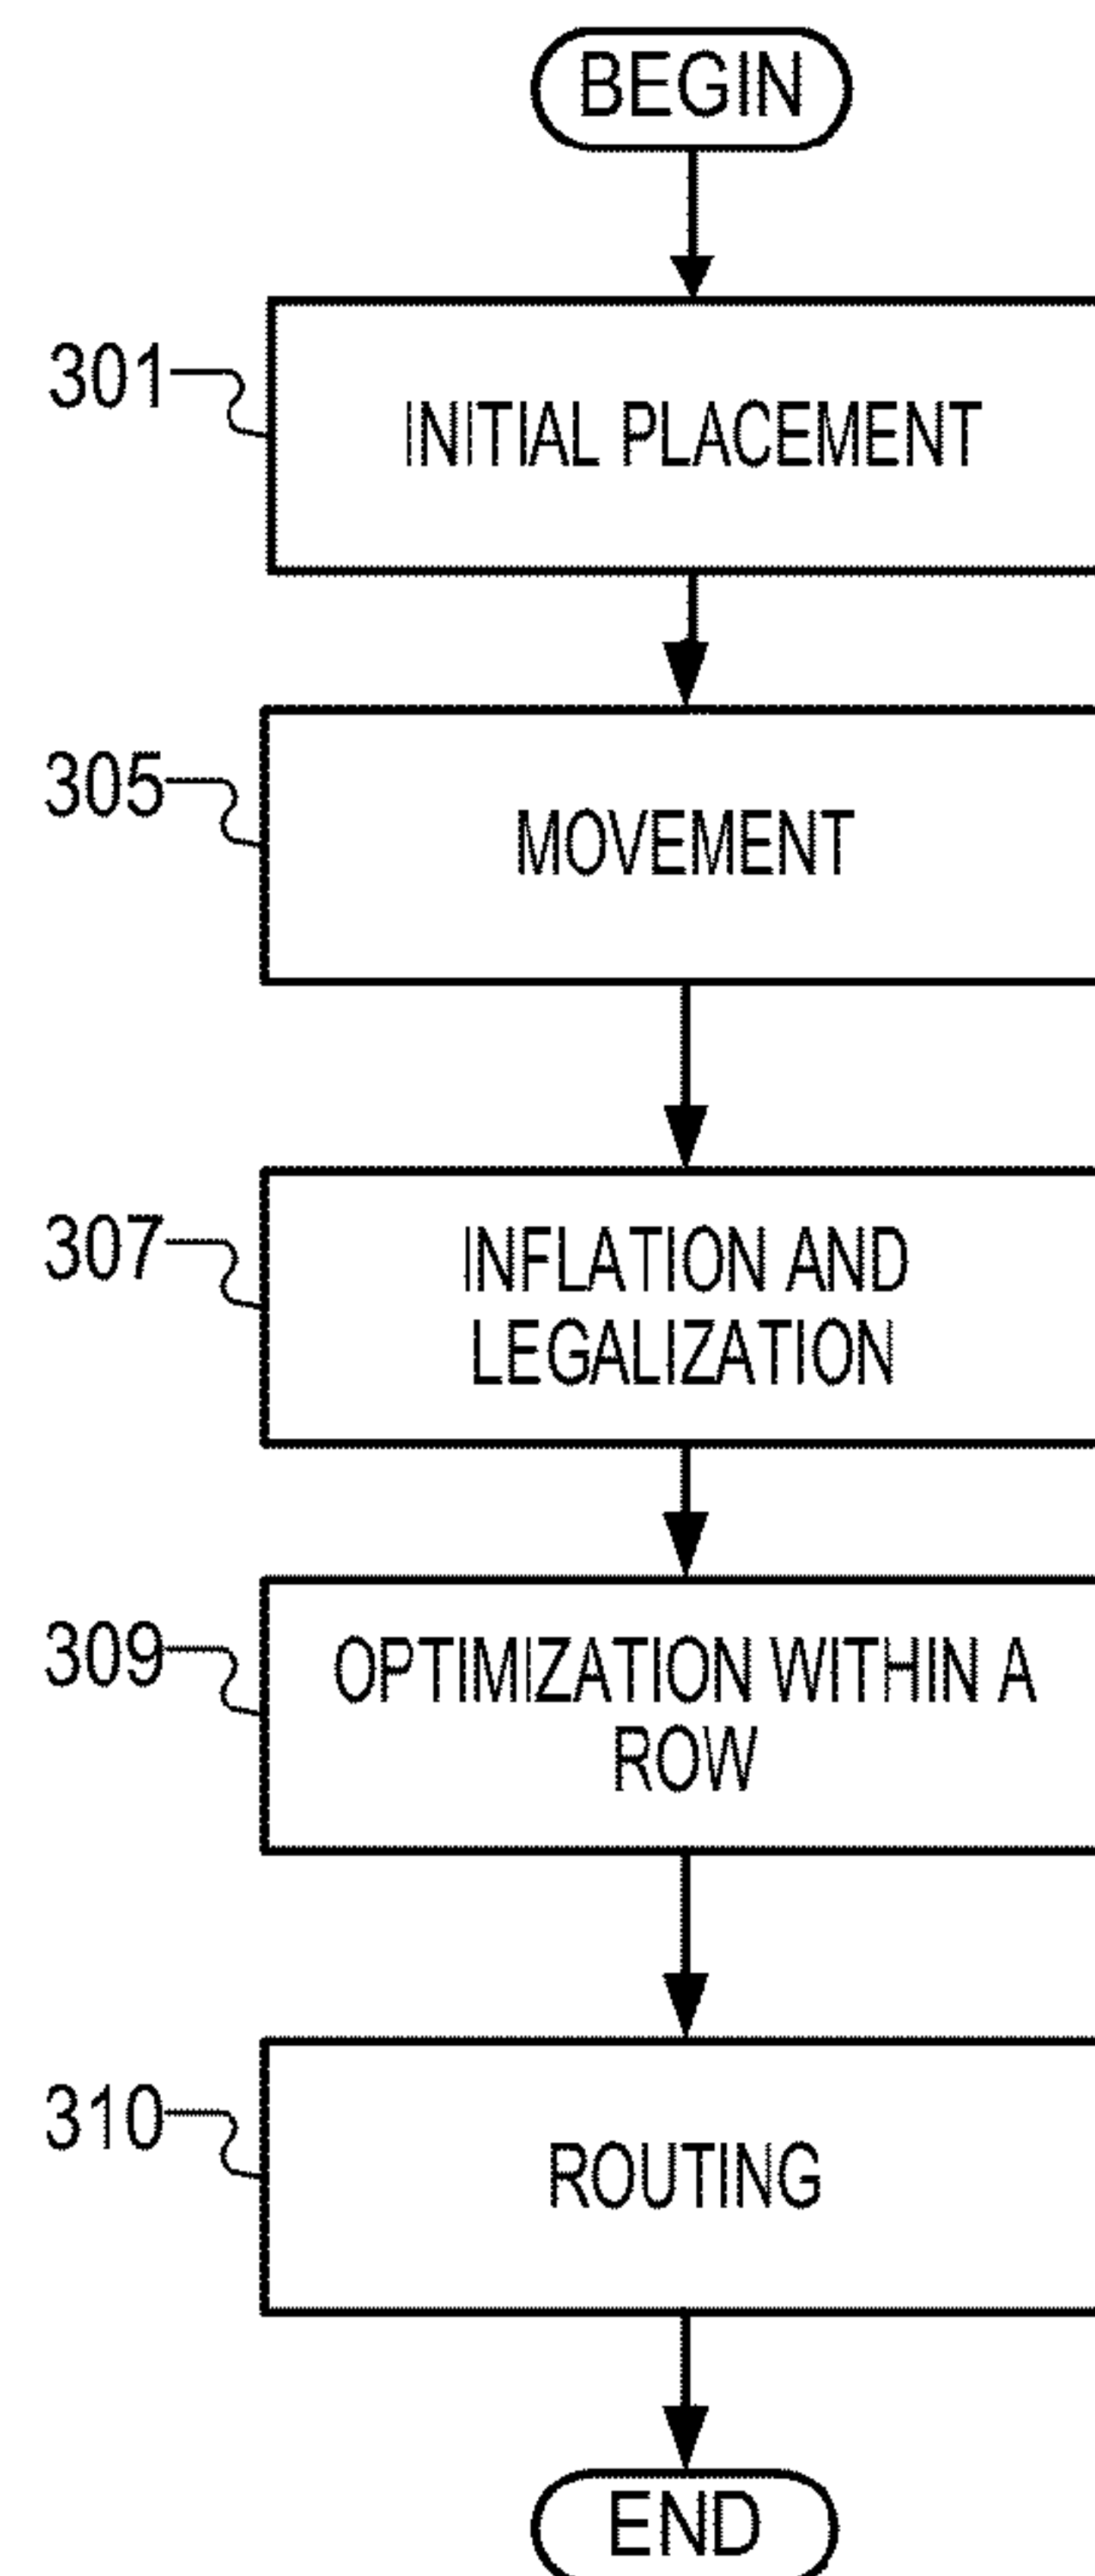 BEGIN
301
INITIAL PLACEMENT
305
MOVEMENT
307
INFLATION AND
LEGALIZATION
309
OPTIMIZATION WITHIN A
ROW
310
ROUTING
END